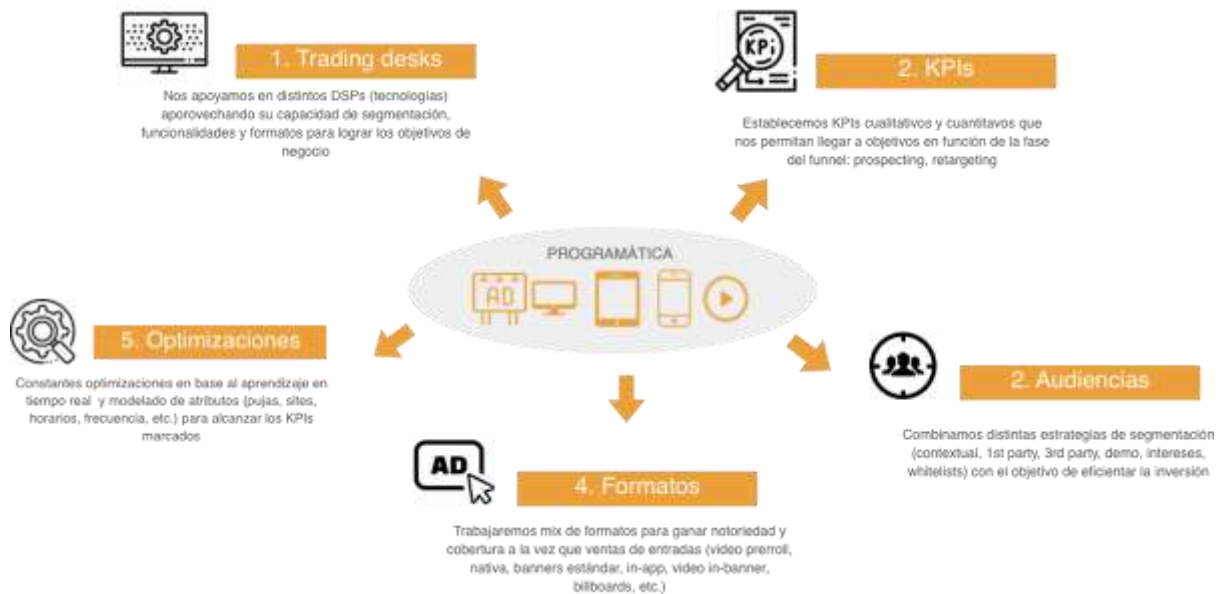 1. Trading desks
Nos apoyamos en distintos DSPs (tecnologías)
aporovechando su capacidad de segmentación,
funcionalidades y formatos para lograr los objetivos de
negocio
KPi
2. KPIs
Establecemos KPIs cualitativos y cuantitavos que
nos permitan llegar a objetivos en función de la fase
del funnel: prospecting, retargeting
PROGRAMÁTICA
AD
5. Optimizaciones
Constantes optimizaciones en base al aprendizaje en
tiempo real y modelado de atributos (pujas, sites,
horarios, frecuencia, etc.) para alcanzar los KPIs
marcados
2. Audiencias
Combinamos distintas estrategias de segmentación
(contextual, 1st party, 3rd party, demo, intereses,
whitelists) con el objetivo de eficientar la inversión
AD
4. Formatos
Trabajaremos mix de formatos para ganar notoriedad y
cobertura a la vez que ventas de entradas (video prerroll,
nativa, banners estándar, in-app, video in-banner,
billboards, etc.)